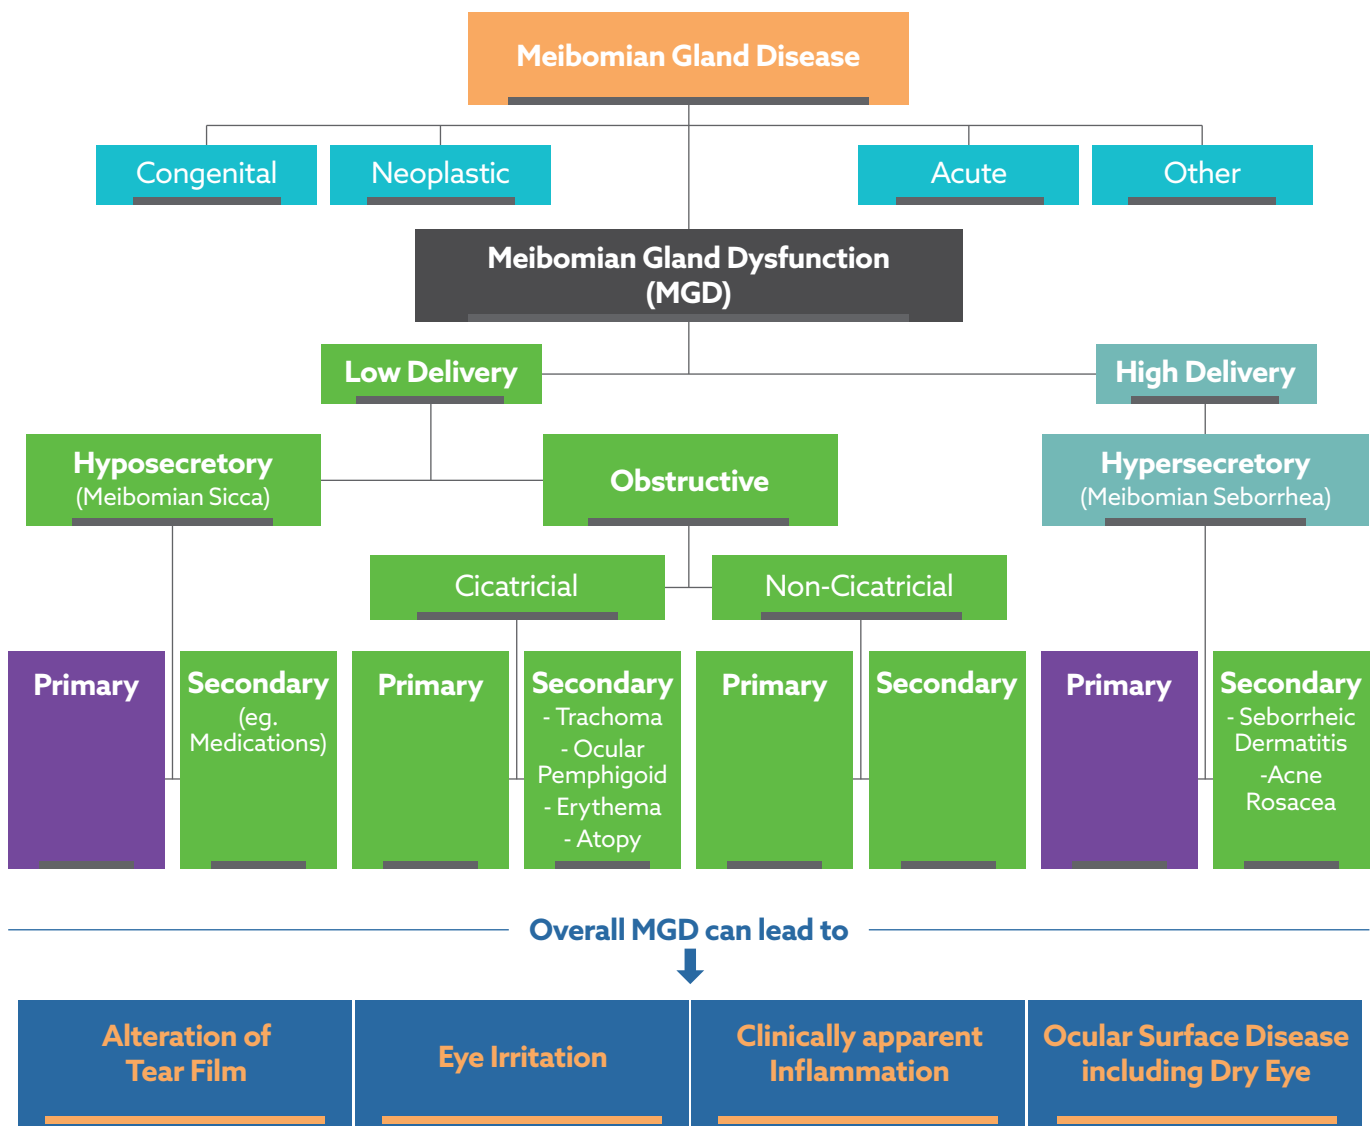 Meibomian Gland Disease
Congenital
Neoplastic
Acute
Other
Meibomian Gland Dysfunction
(MGD)
Low Delivery
High Delivery
Hyposecretory
(Meibomian Sicca)
Obstructive
Hypersecretory
(Meibomian Seborrhea)
Cicatricial
Non-Cicatricial
Primary
Secondary
(eg.
Medications)
Primary
Secondary
- Trachoma
- Ocular
Pemphigoid
- Erythema
- Atopy
Primary
Secondary
Primary
Secondary
- Seborrheic
Dermatitis
-Acne
Rosacea
Overall MGD can lead to
Alteration of
Tear Film
Eye Irritation
Clinically apparent
Inflammation
Ocular Surface Disease
including Dry Eye